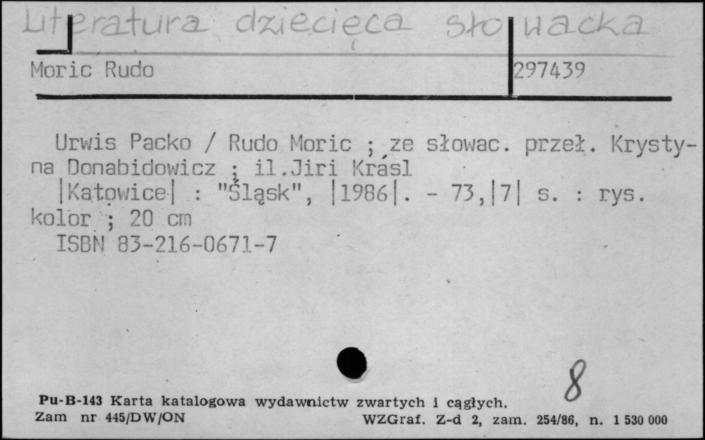 Literatura dziecięca słowacka
Moric Rudo 297439
Urwis Packo / Rudo Moric ; ze słowac. przeł. Krysty-
na Donabidowicz ; il.Jiri Krásl
|Katowice| : "Śląsk", |1986|. - 73,|7| s. : rys.
kolor ; 20 cm
ISBN 83-216-0671-7
8
Pu-B-143 Karta katalogowa wydawnictw zwartych i cągłych.
Zam nr 445/DW/ON WZGraf. Z-d 2, zam. 254/86, n. 1 530 000